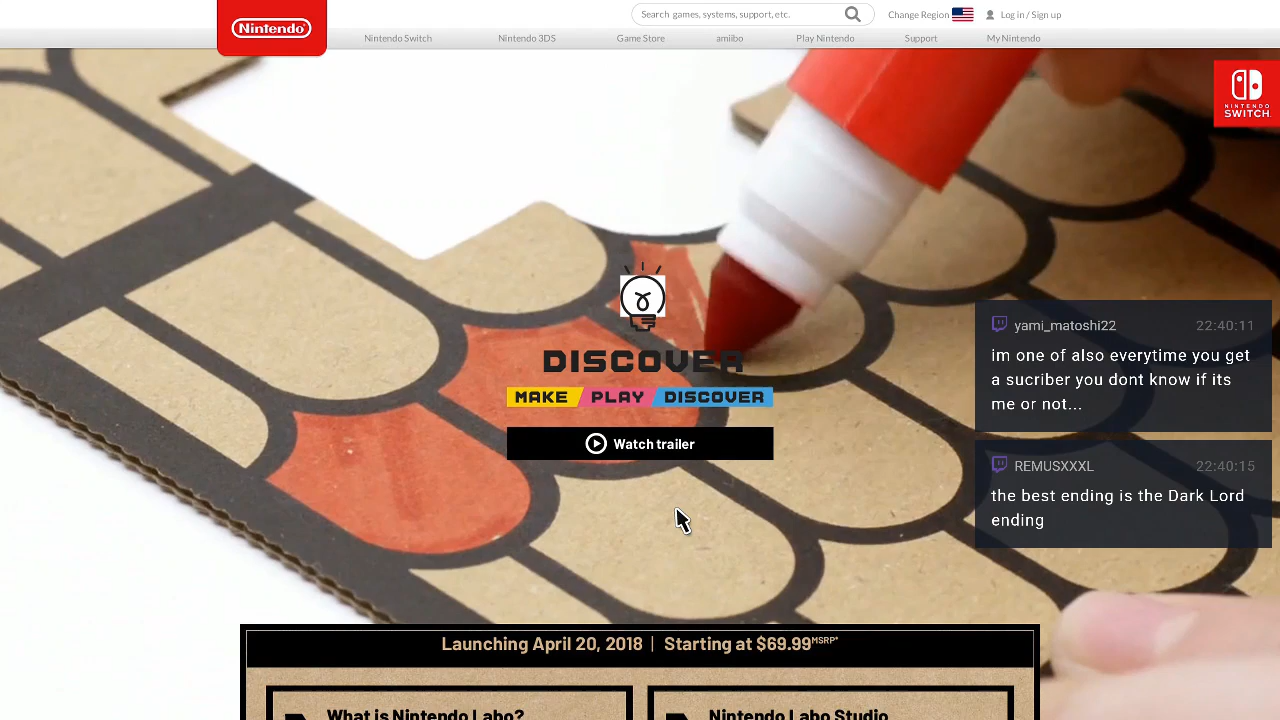 Nintendo
Search games, systems, support, etc.
Change Region
Log in / Sign up
Nintendo Switch
Nintendo 3DS
Game Store
amiibo
Play Nintendo
Support
My Nintendo
NINTENDO
SWITCH
DISCOVER
MAKE PLAY DISCOVER
Watch trailer
yami_matoshi22 22:40:11
im one of also everytime you get
a sucriber you dont know if its
me or not...
REMUSXXXL 22:40:15
the best ending is the Dark Lord
ending
Launching April 20, 2018 | Starting at $69.99MSRP*
What is Nintendo Labo?
Nintendo Labo Studio